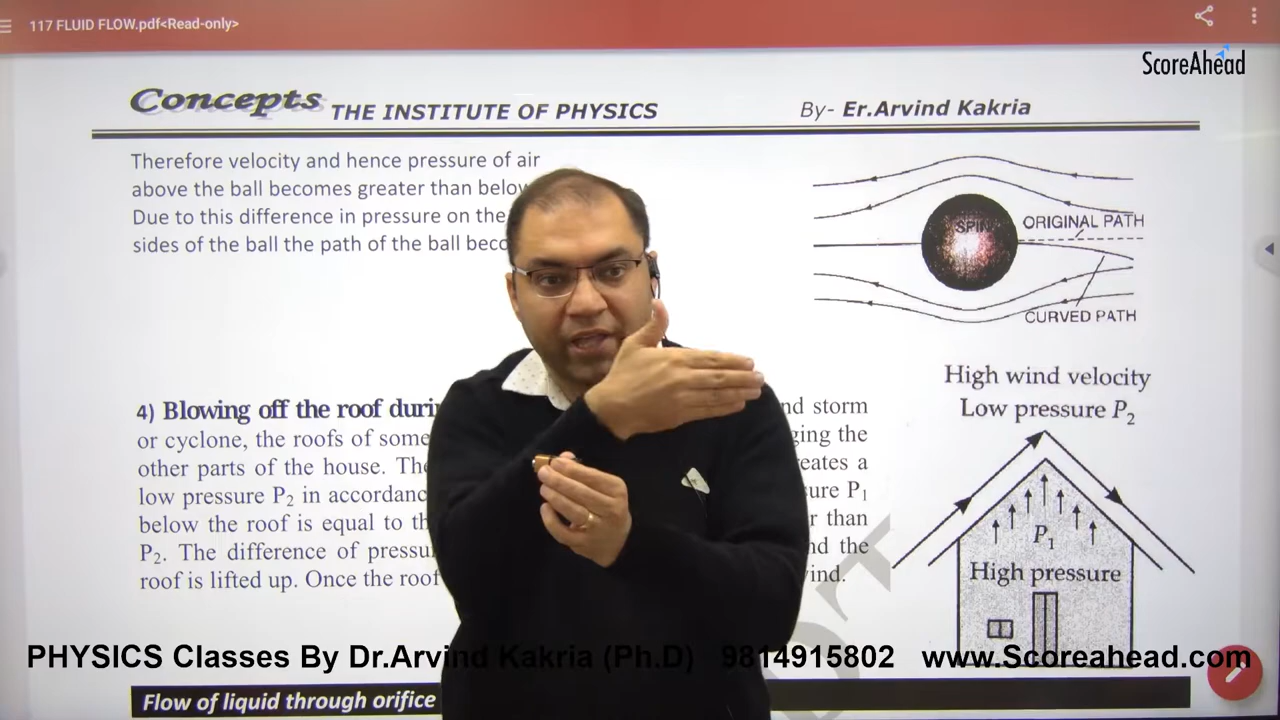 117 FLUID FLOW.pdf<Read-only>
ScoreAhead
Concepts THE INSTITUTE OF PHYSICS By- Er.Arvind Kakria
Therefore velocity and hence pressure of air
above the ball becomes greater than below
Due to this difference in pressure on the
sides of the ball the path of the ball beco
SPIN
ORIGINAL PATH
CURVED PATH
High wind velocity
Low pressure P₂
4) Blowing off the roof duri nd storm
or cyclone, the roofs of some ging the
other parts of the house. The reates a
low pressure P₂ in accordanc sure P₁
below the roof is equal to th r than
P₂. The difference of pressu nd the
roof is lifted up. Once the roof wind.
P₁
High pressure
PHYSICS Classes By Dr.Arvind Kakria (Ph.D) 9814915802 www.Scoreahead.com
Flow of liquid through orifice